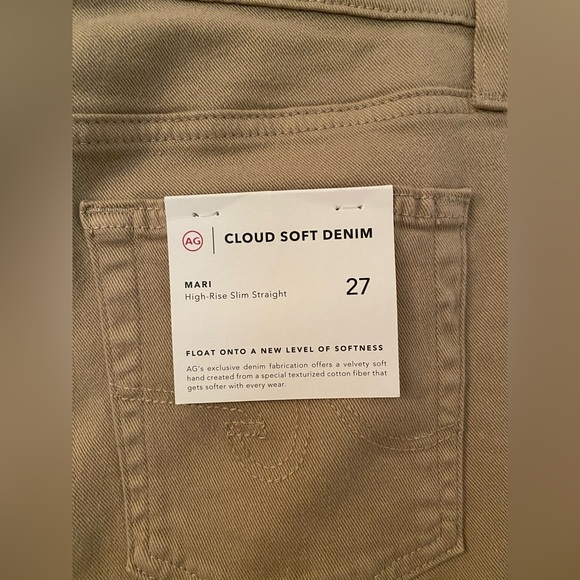 AG | CLOUD SOFT DENIM
MARI 27
High-Rise Slim Straight
FLOAT ONTO A NEW LEVEL OF SOFTNESS
AG's exclusive denim fabrication offers a velvety soft
hand created from a special texturized cotton fiber that
gets softer with every wear.